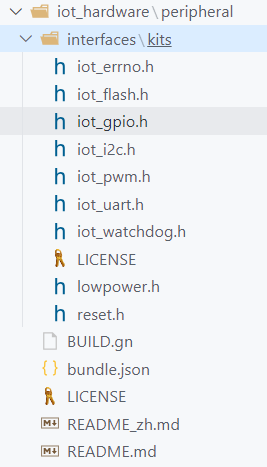 iot_hardware\peripheral
interfaces\kits
h iot_errno.h
h iot_flash.h
h iot_gpio.h
h iot_i2c.h
h iot_pwm.h
h iot_uart.h
h iot_watchdog.h
LICENSE
h lowpower.h
h reset.h
BUILD.gn
{} bundle.json
LICENSE
M README_zh.md
M README.md